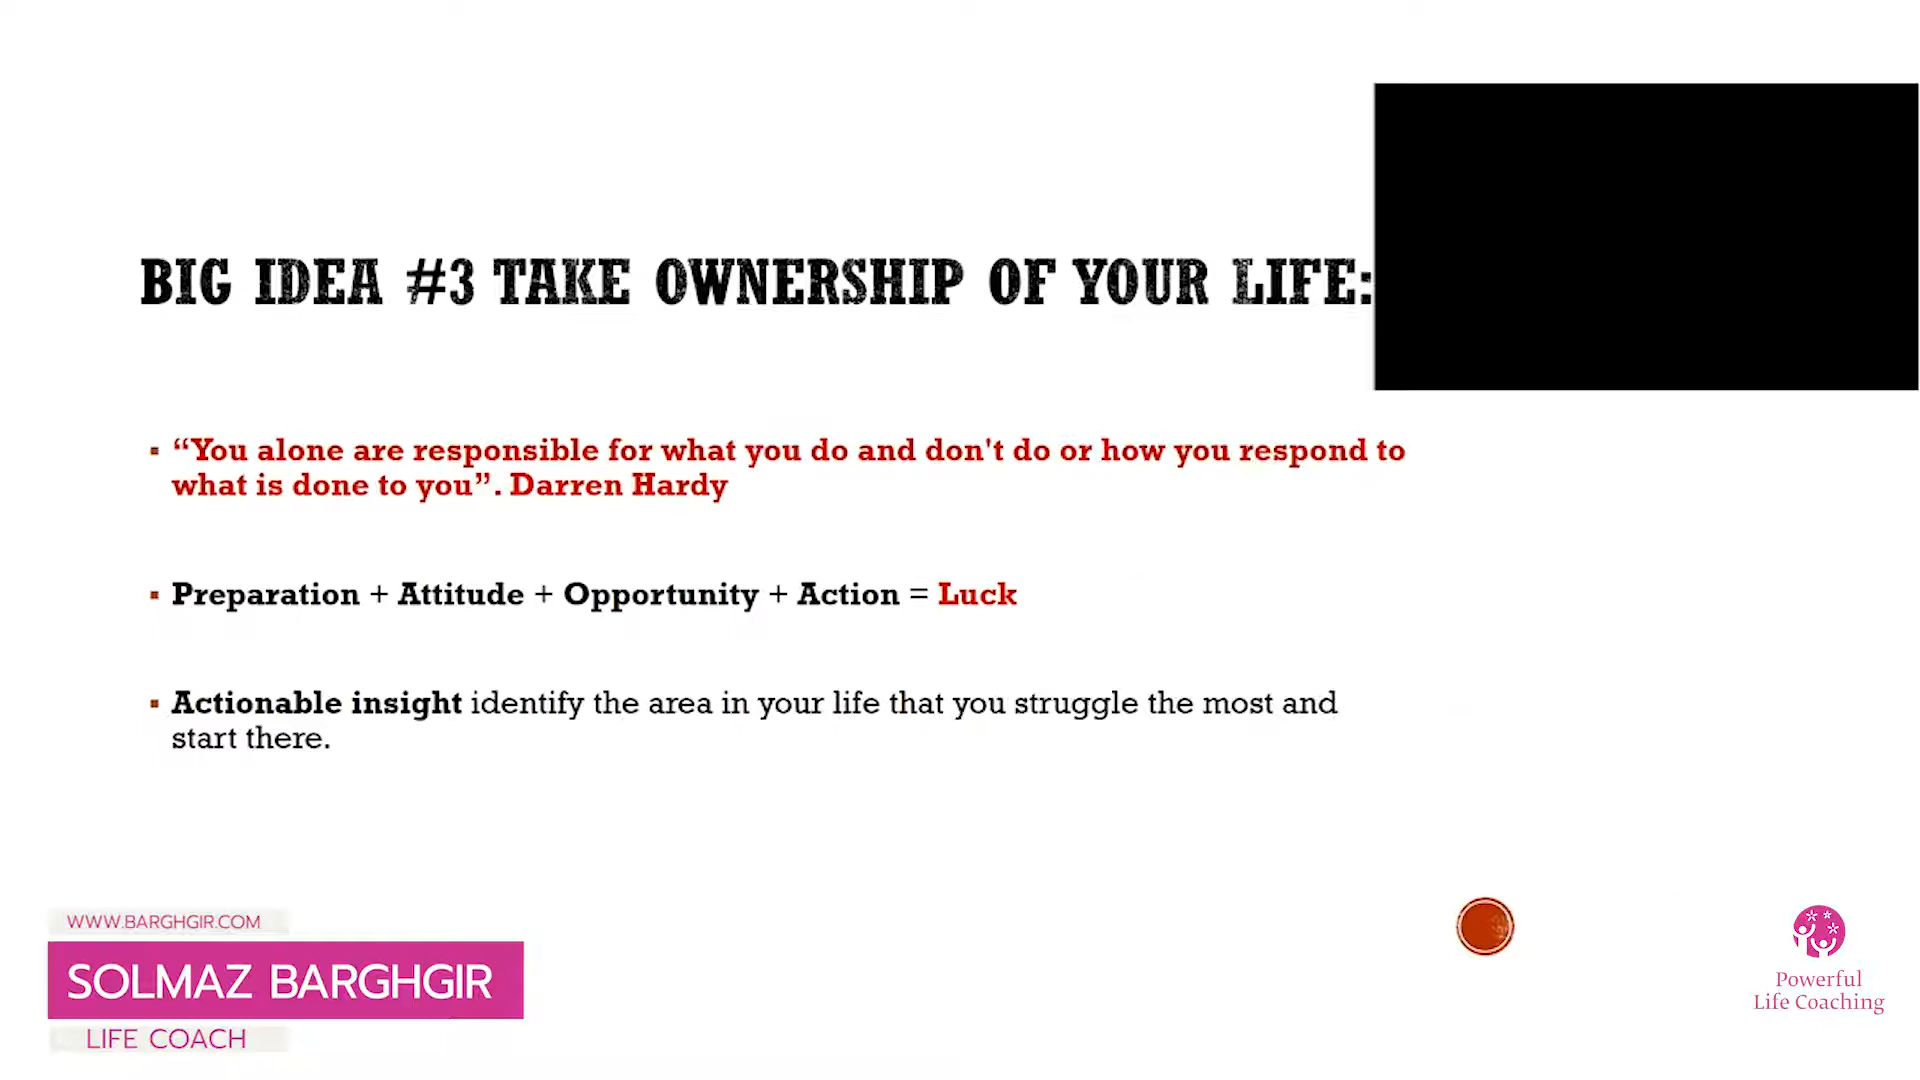 BIG IDEA #3 TAKE OWNERSHIP OF YOUR LIFE:
▪ “You alone are responsible for what you do and don't do or how you respond to
what is done to you”. Darren Hardy
▪ Preparation + Attitude + Opportunity + Action = Luck
▪ Actionable insight identify the area in your life that you struggle the most and
start there.
WWW.BARGHGIR.COM
SOLMAZ BARGHGIR
LIFE COACH
Powerful
Life Coaching